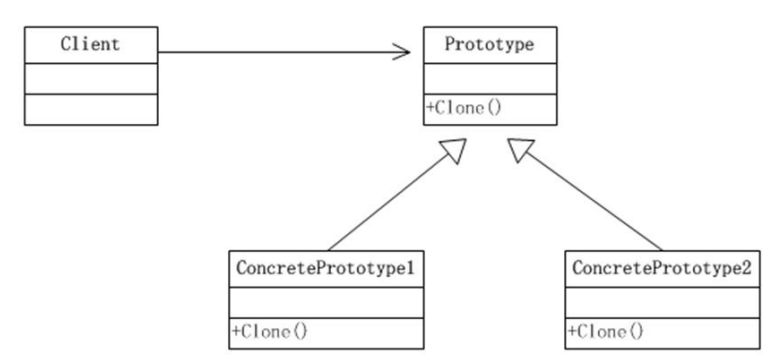 Client
Prototype
+Clone()
ConcretePrototype1
+Clone()
ConcretePrototype2
+Clone()